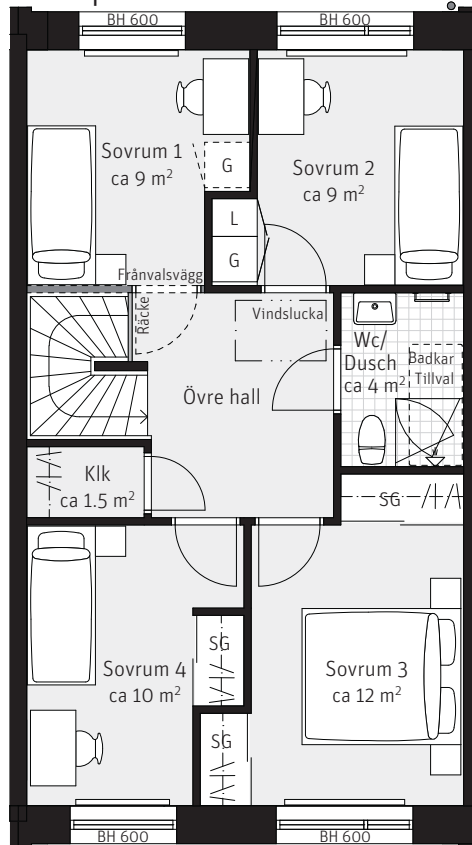 BH 600
BH 600
Sovrum 1
ca 9 m²
Sovrum 2
ca 9 m²
G
L
G
Frånvalsvägg
Räcke
Vindslucka
Wc/
Dusch
ca 4 m²
Badkar
Tillval
Övre hall
Klk
ca 1.5 m²
SG
SG
Sovrum 4
ca 10 m²
Sovrum 3
ca 12 m²
SG
BH 600
BH 600